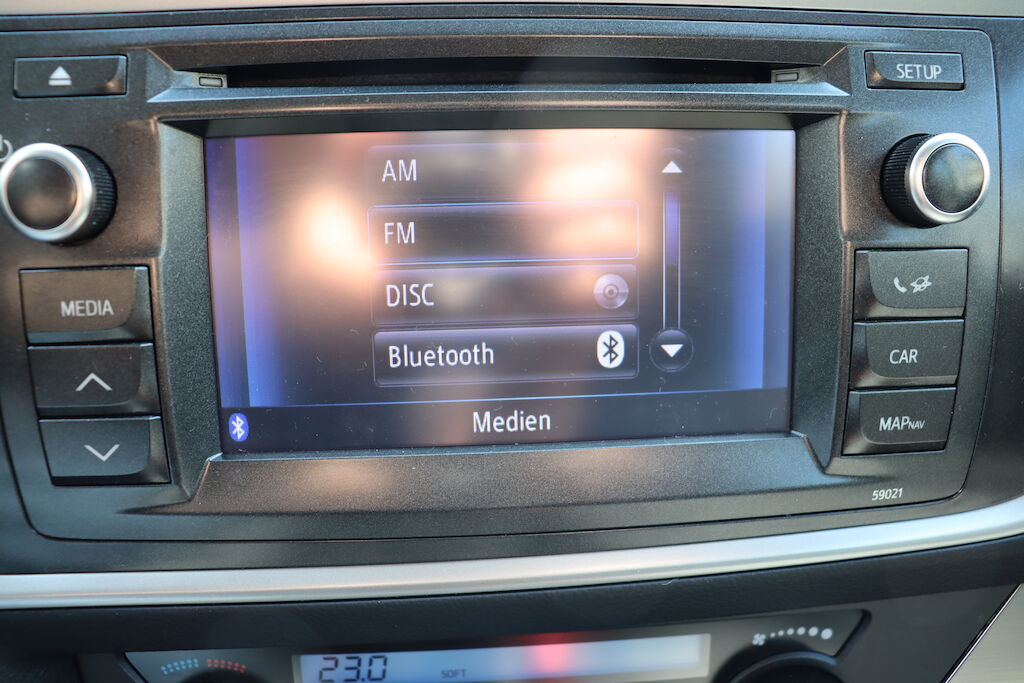 SETUP
AM
FM
DISC
Bluetooth
Medien
MEDIA
CAR
MAPNAV
59021
23.0
SOFT